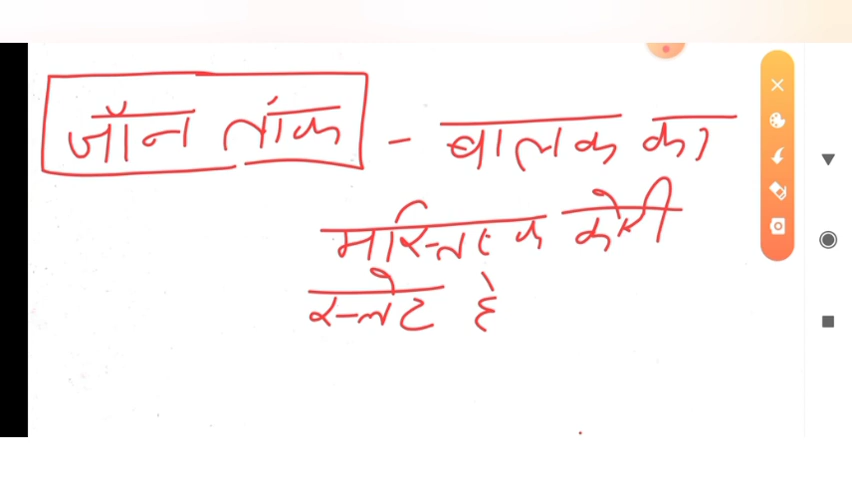 जॉन लॉक - बालक का
मस्तिष्क कोरी
स्लेट है